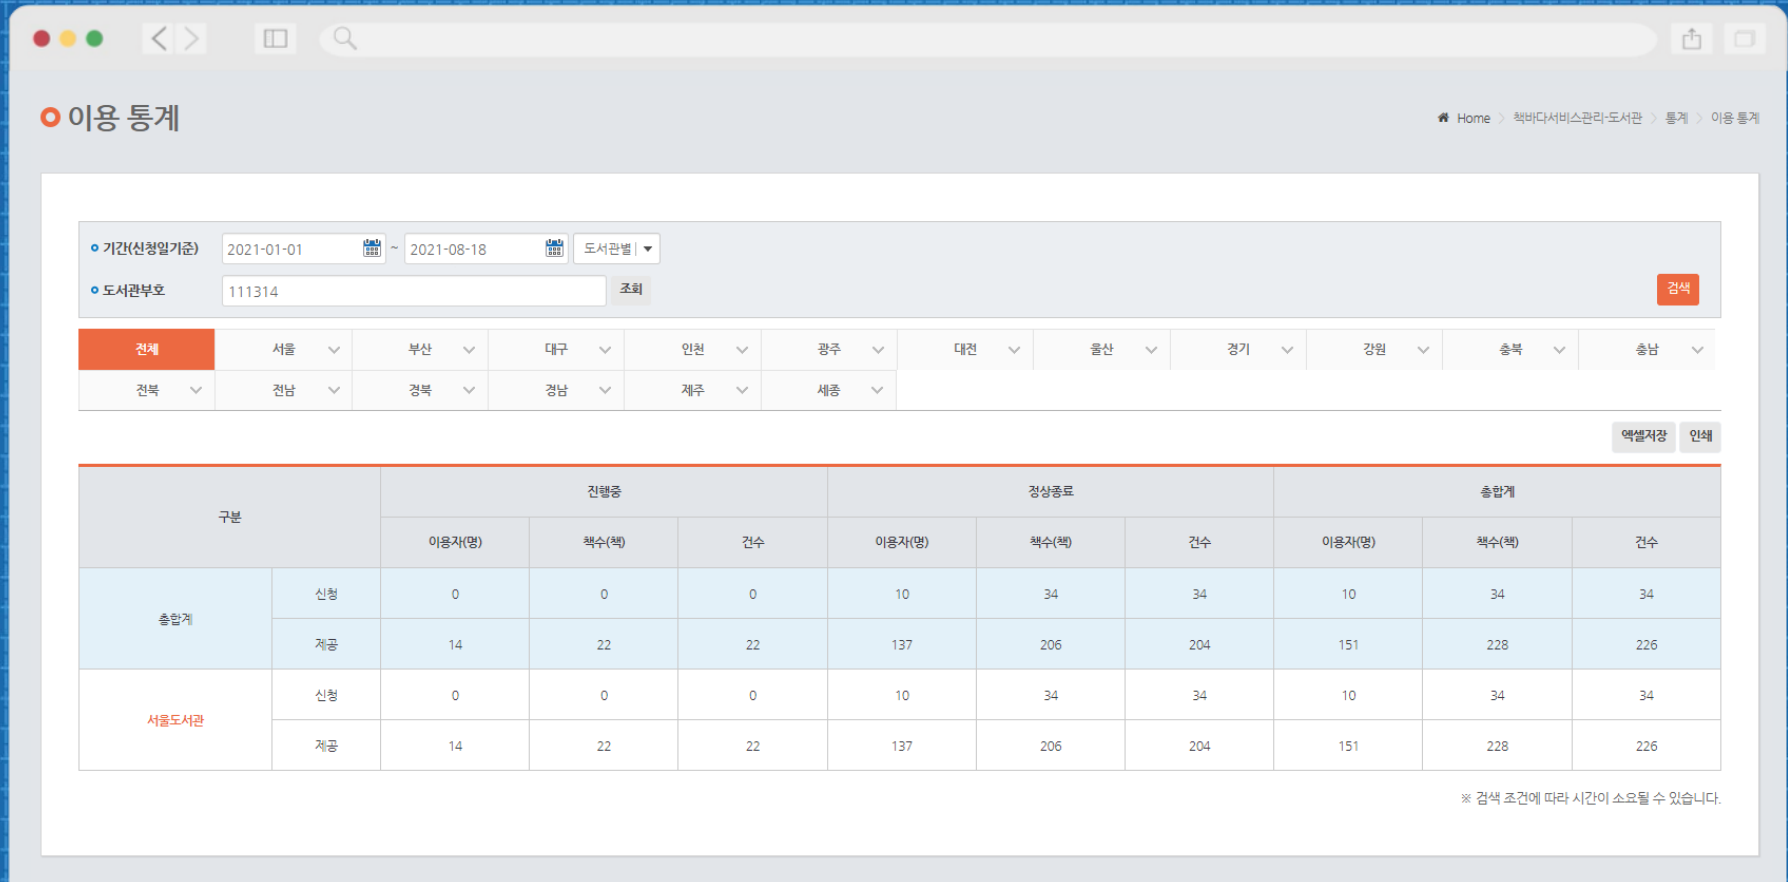 이용 통계
Home > 책바다서비스관리-도서관 > 통계 > 이용 통계
기간(신청일기준) 2021-01-01 ~ 2021-08-18 도서관별
도서관부호 111314 조회 검색
전체 서울 부산 대구 인천 광주 대전 울산 경기 강원 충북 충남
전북 전남 경북 경남 제주 세종
엑셀저장 인쇄
구분 진행중 정상종료 총합계
이용자(명) 책수(책) 건수 이용자(명) 책수(책) 건수 이용자(명) 책수(책) 건수
총합계 신청 0 0 0 10 34 34 10 34 34
제공 14 22 22 137 206 204 151 228 226
서울도서관 신청 0 0 0 10 34 34 10 34 34
제공 14 22 22 137 206 204 151 228 226
※ 검색 조건에 따라 시간이 소요될 수 있습니다.